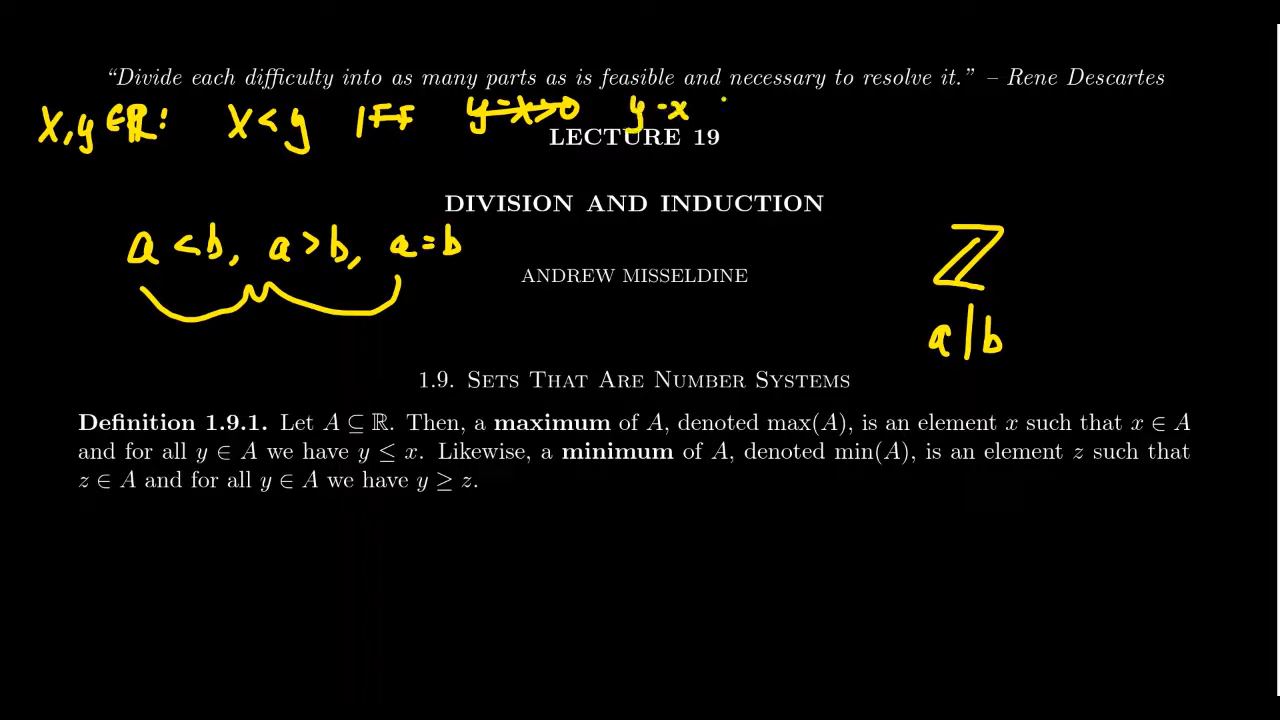 “Divide each difficulty into as many parts as is feasible and necessary to resolve it.” – Rene Descartes
x, y ∈ ℝ: x < y IFF y-x>0 y-x
LECTURE 19
DIVISION AND INDUCTION
a < b, a > b, a = b
ℤ
ANDREW MISSELDINE
a | b
1.9. Sets That Are Number Systems
Definition 1.9.1. Let A ⊆ ℝ. Then, a maximum of A, denoted max(A), is an element x such that x ∈ A
and for all y ∈ A we have y ≤ x. Likewise, a minimum of A, denoted min(A), is an element z such that
z ∈ A and for all y ∈ A we have y ≥ z.